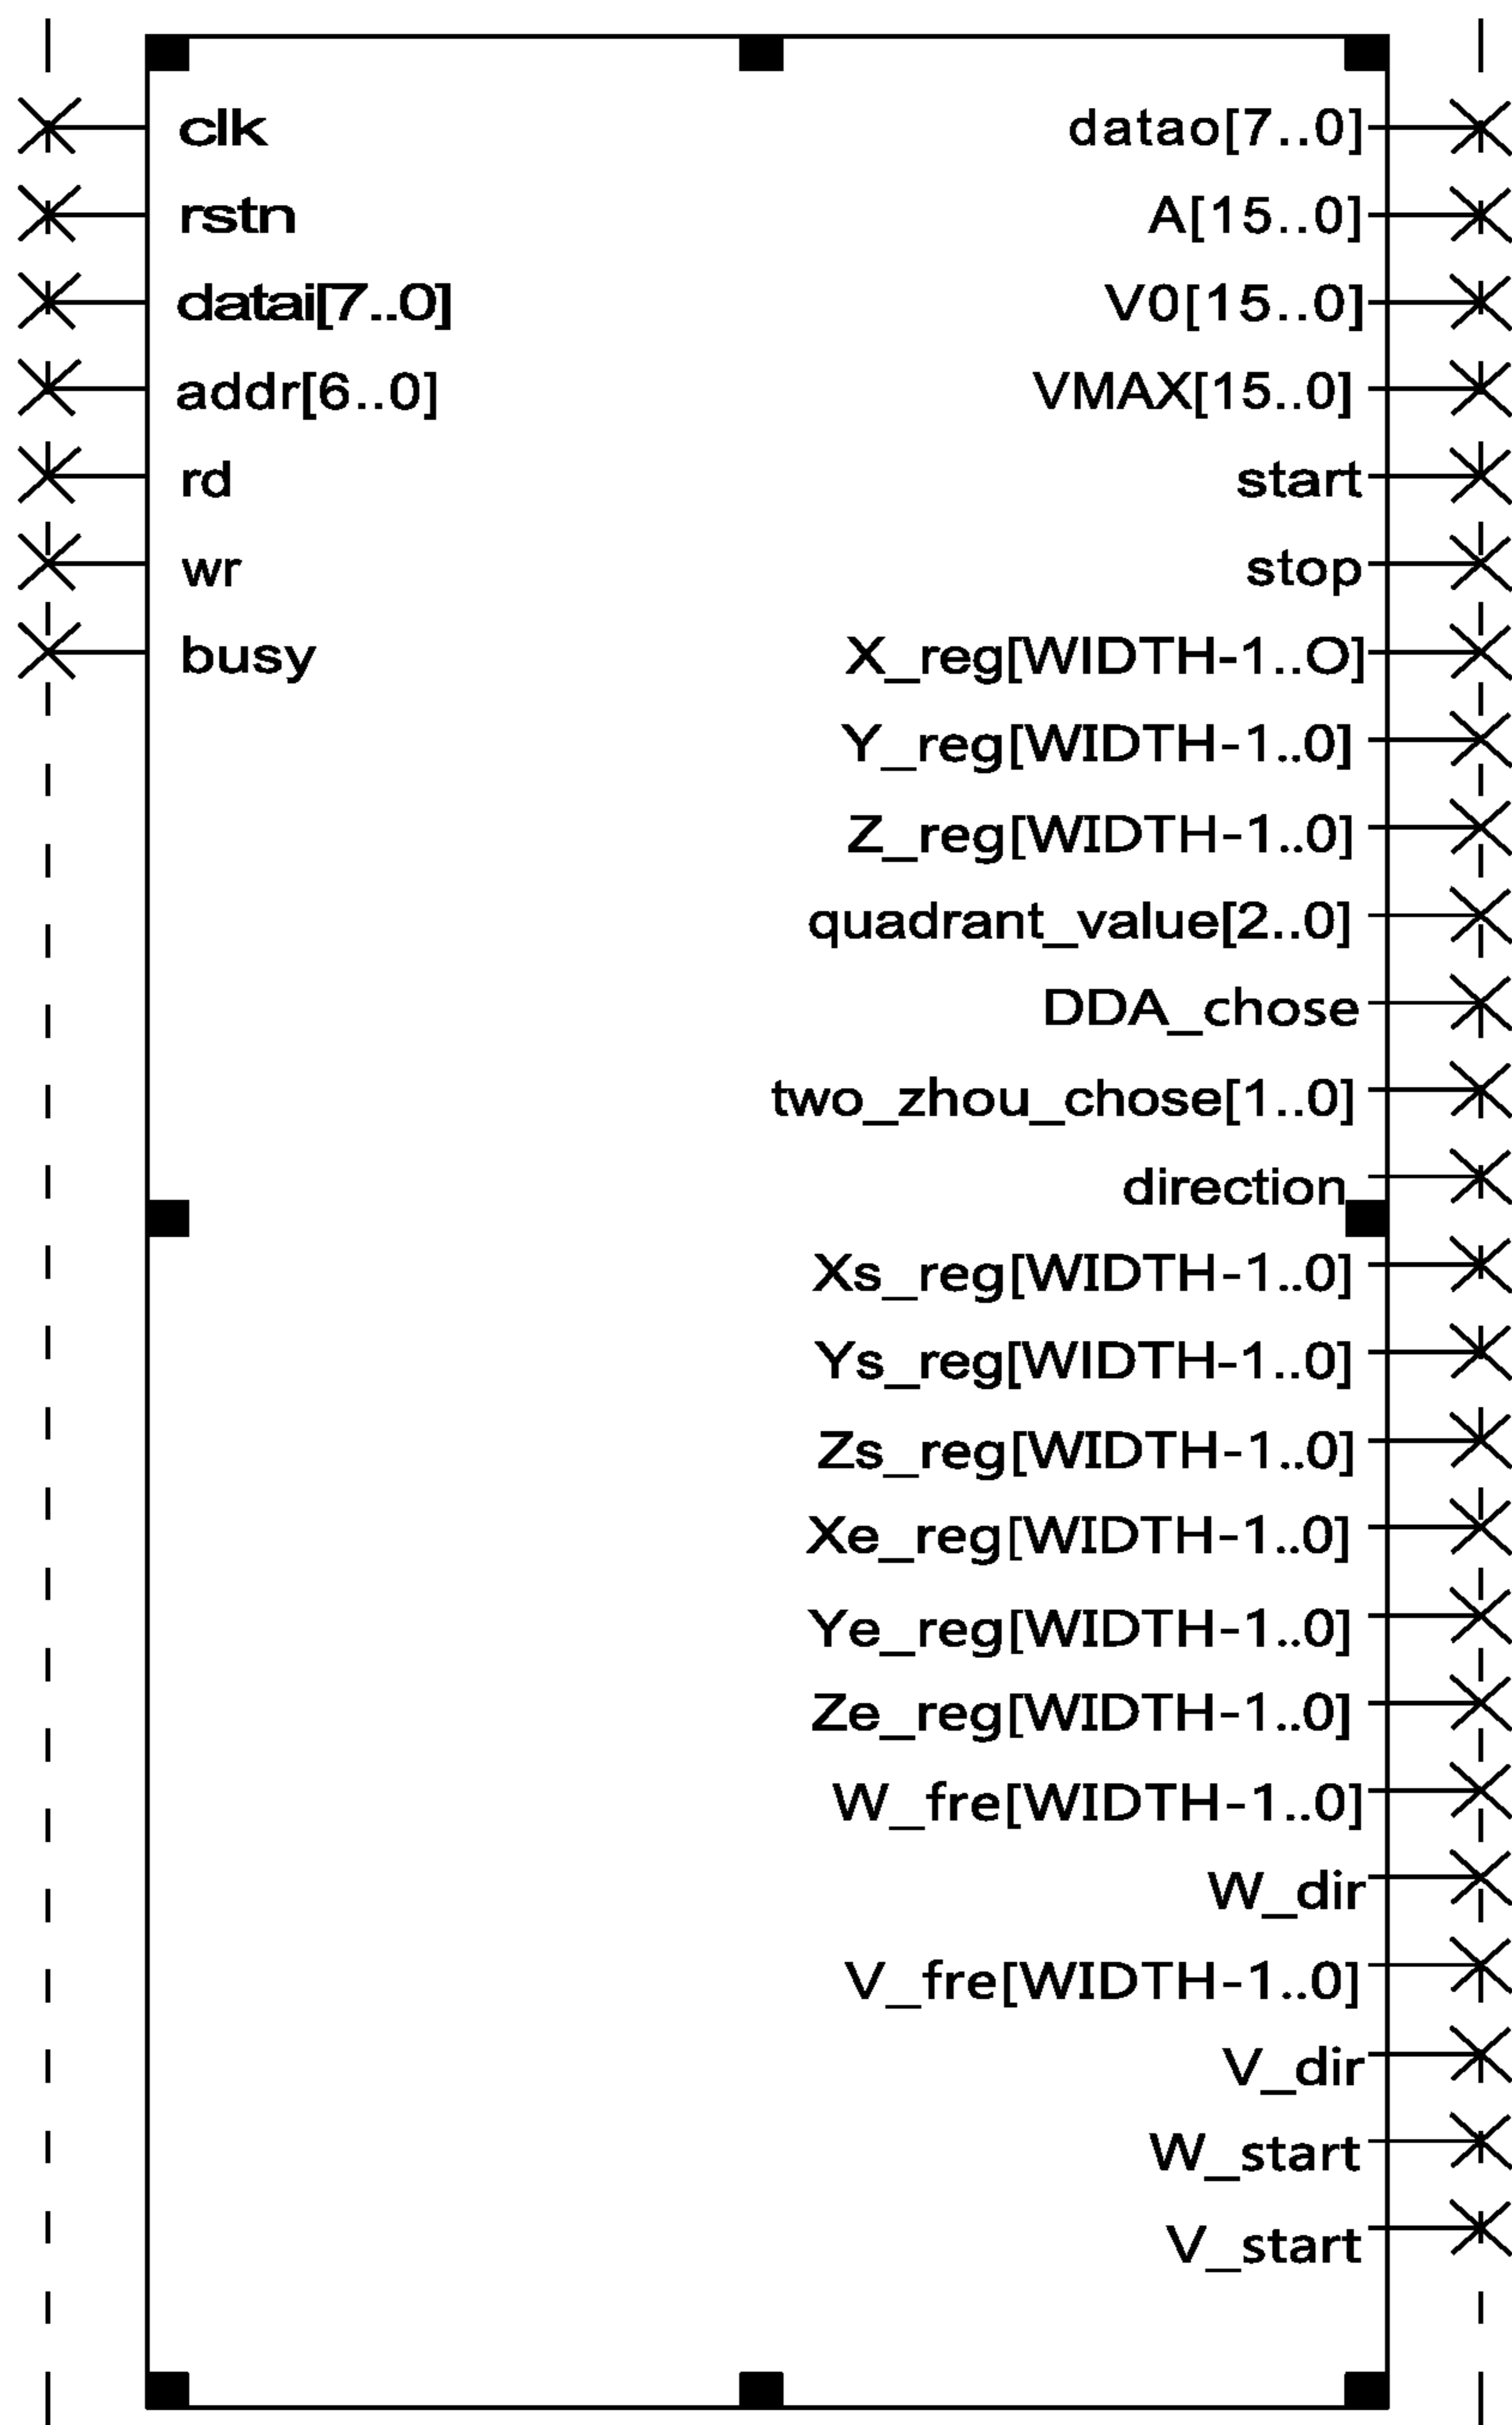 clk
rstn
datai[7..0]
addr[6..0]
rd
wr
busy
datao[7..0]
A[15..0]
V0[15..0]
VMAX[15..0]
start
stop
X_reg[WIDTH-1..O]
Y_reg[WIDTH-1..0]
Z_reg[WIDTH-1..0]
quadrant_value[2..0]
DDA_chose
two_zhou_chose[1..0]
direction
Xs_reg[WIDTH-1..0]
Ys_reg[WIDTH-1..0]
Zs_reg[WIDTH-1..0]
Xe_reg[WIDTH-1..0]
Ye_reg[WIDTH-1..0]
Ze_reg[WIDTH-1..0]
W_fre[WIDTH-1..0]
W_dir
V_fre[WIDTH-1..0]
V_dir
W_start
V_start